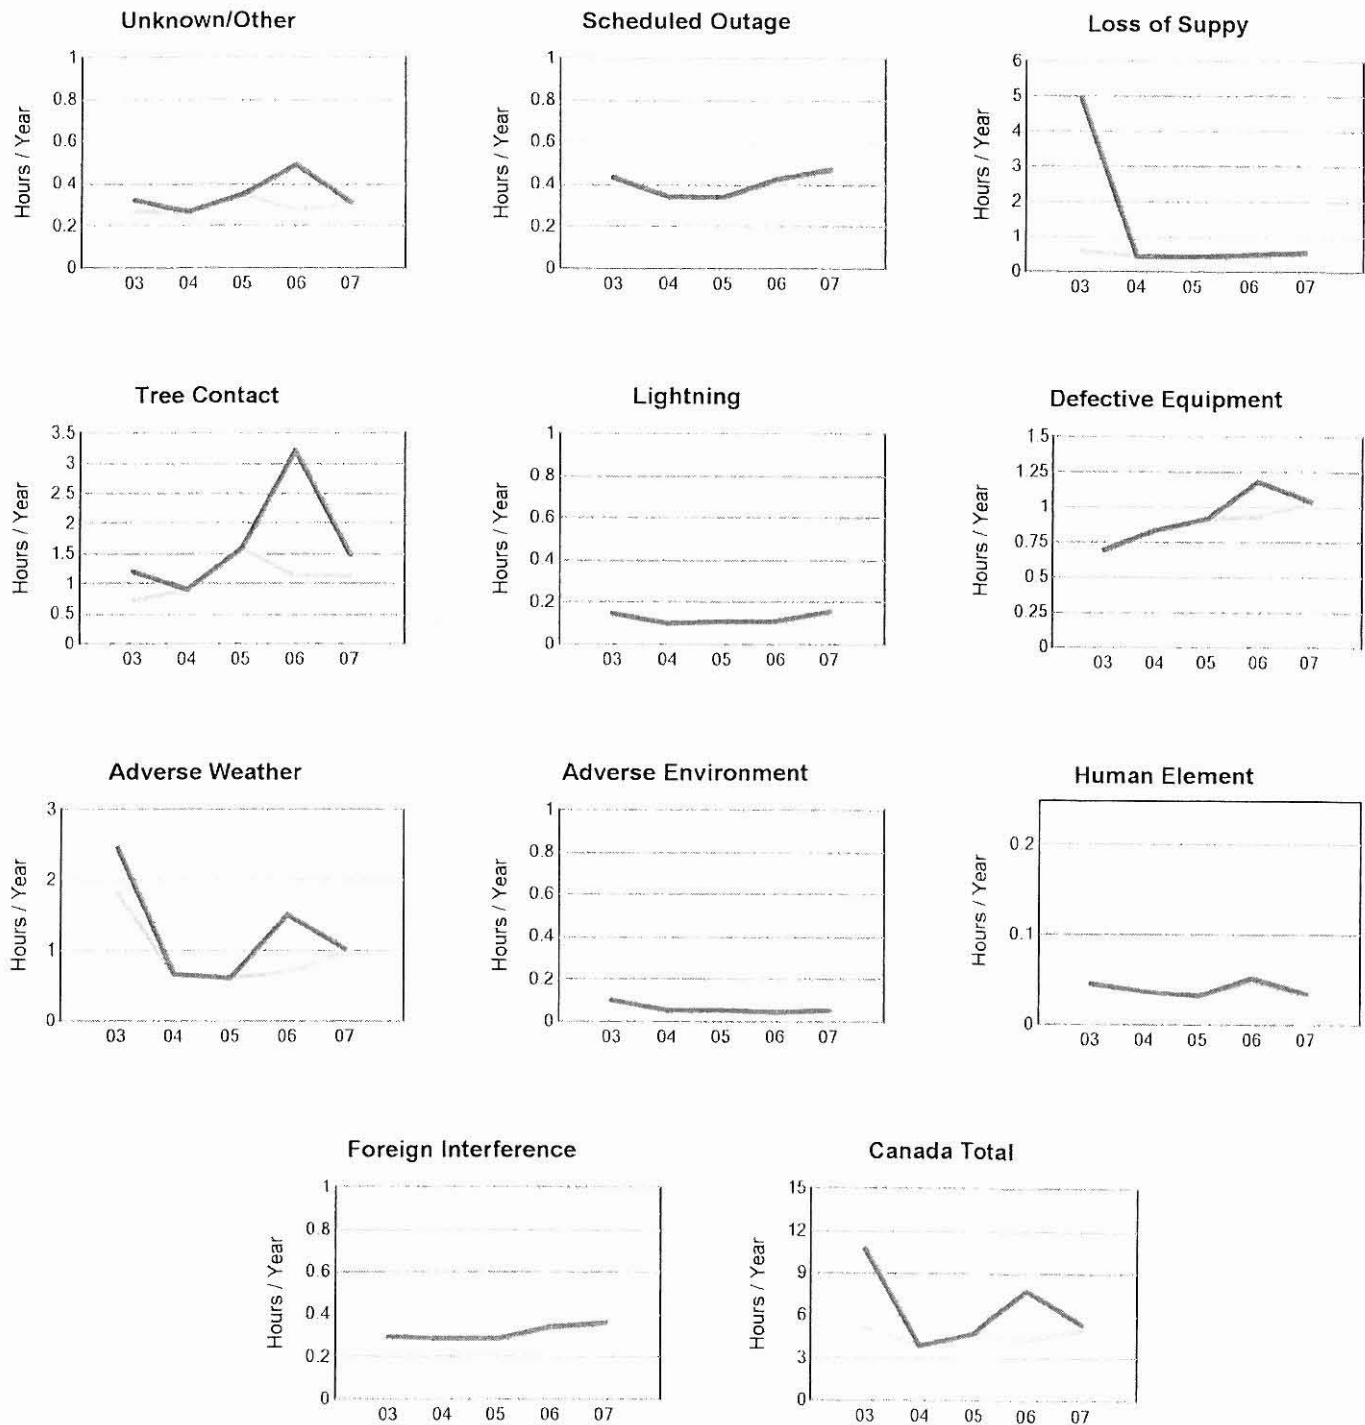 Unknown/Other
Hours / Year
1
0.8
0.6
0.4
0.2
0
03 04 05 06 07
Scheduled Outage
Hours / Year
1
0.8
0.6
0.4
0.2
0
03 04 05 06 07
Loss of Suppy
Hours / Year
6
5
4
3
2
1
0
03 04 05 06 07
Tree Contact
Hours / Year
3.5
3
2.5
2
1.5
1
0.5
0
03 04 05 06 07
Lightning
Hours / Year
1
0.8
0.6
0.4
0.2
0
03 04 05 06 07
Defective Equipment
Hours / Year
1.5
1.25
1
0.75
0.5
0.25
0
03 04 05 06 07
Adverse Weather
Hours / Year
3
2
1
0
03 04 05 06 07
Adverse Environment
Hours / Year
1
0.8
0.6
0.4
0.2
0
03 04 05 06 07
Human Element
Hours / Year
0.2
0.1
0
03 04 05 06 07
Foreign Interference
Hours / Year
1
0.8
0.6
0.4
0.2
0
03 04 05 06 07
Canada Total
Hours / Year
15
12
9
6
3
0
03 04 05 06 07